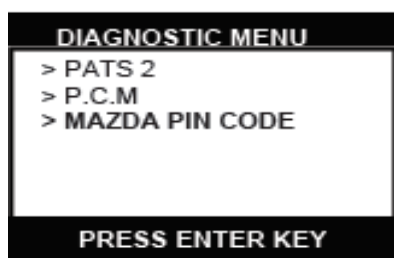 DIAGNOSTIC MENU
> PATS 2
> P.C.M
> MAZDA PIN CODE
PRESS ENTER KEY